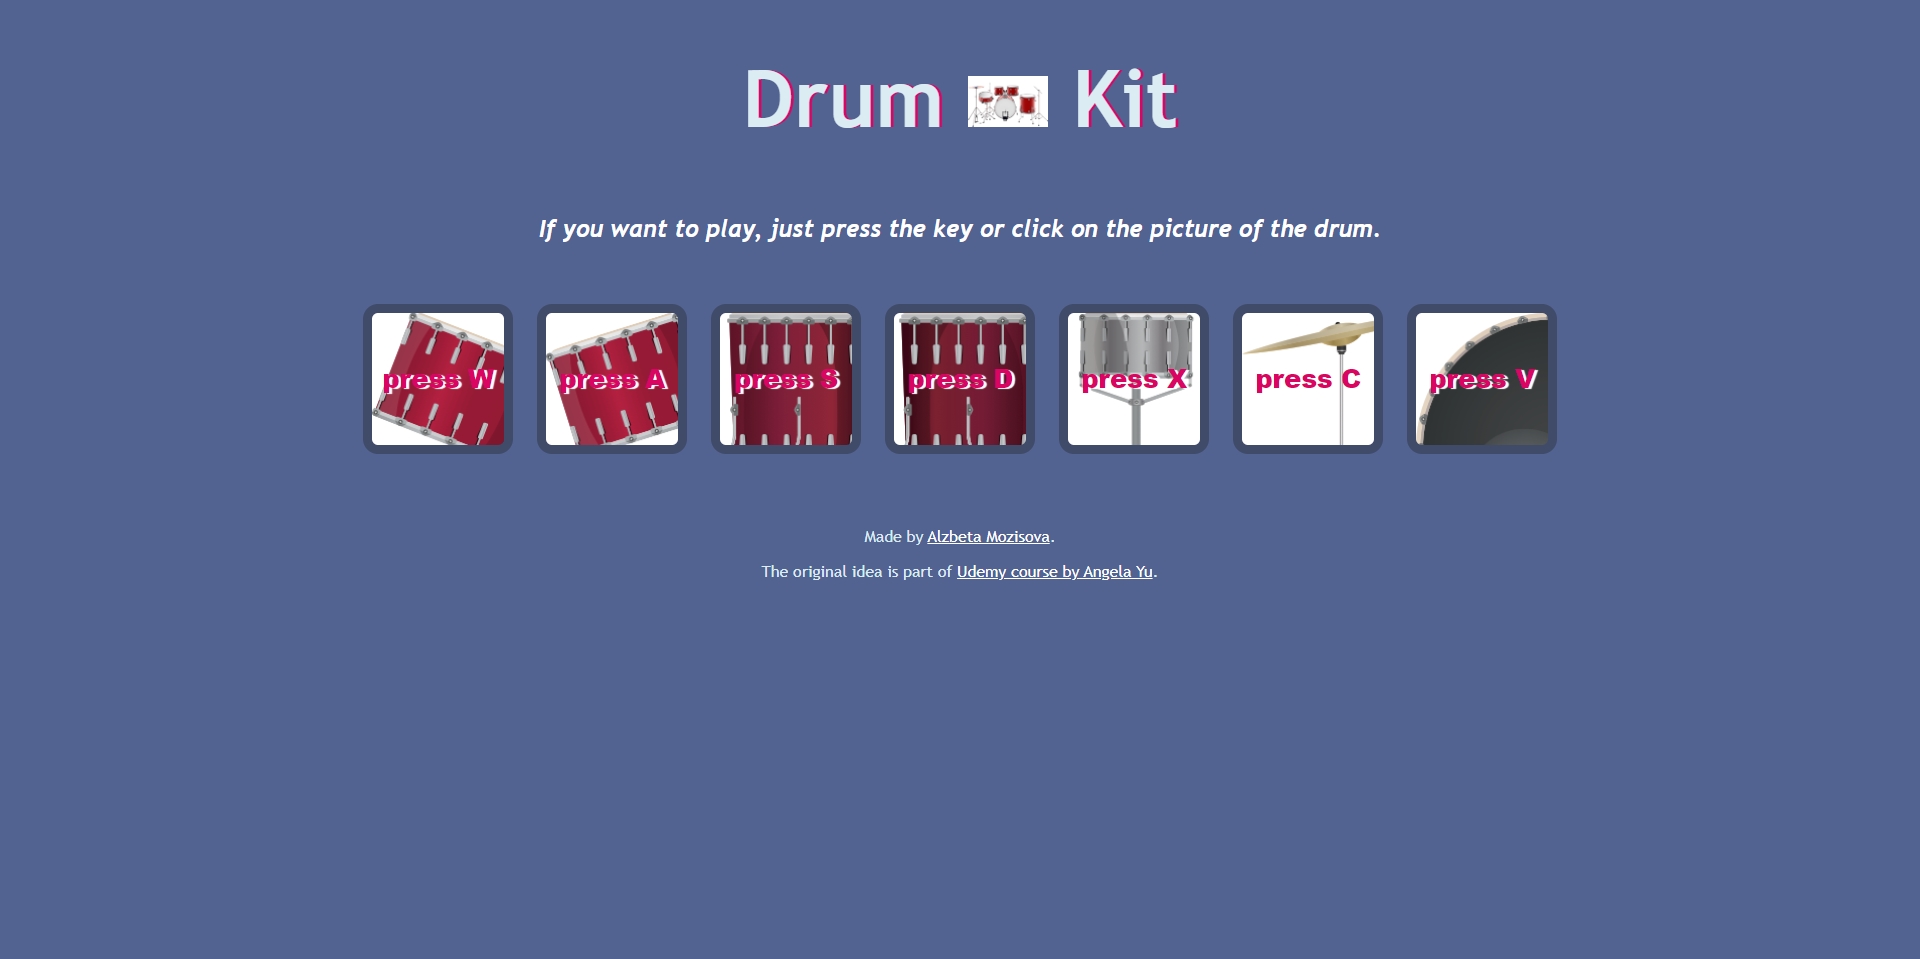 Drum Kit
If you want to play, just press the key or click on the picture of the drum.
press W
press A
press S
press D
press X
press C
press V
Made by Alzbeta Mozisova.
The original idea is part of Udemy course by Angela Yu.